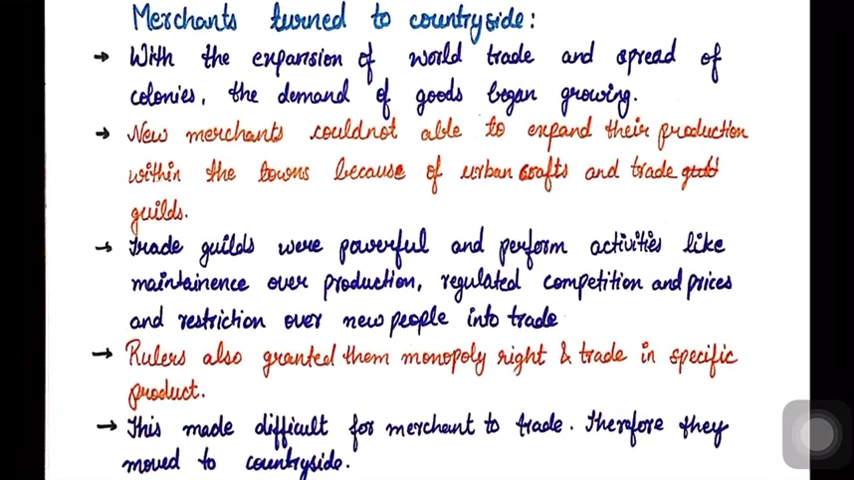 Merchants turned to countryside:
→ With the expansion of world trade and spread of
colonies, the demand of goods began growing.
→ New merchants couldnot able to expand their production
within the towns because of urban crafts and trade
guilds.
→ Trade guilds were powerful and perform activities like
maintainence over production, regulated competition and prices
and restriction over new people into trade
→ Rulers also granted them monopoly right & trade in specific
product.
→ This made difficult for merchant to trade. Therefore they
moved to countryside.